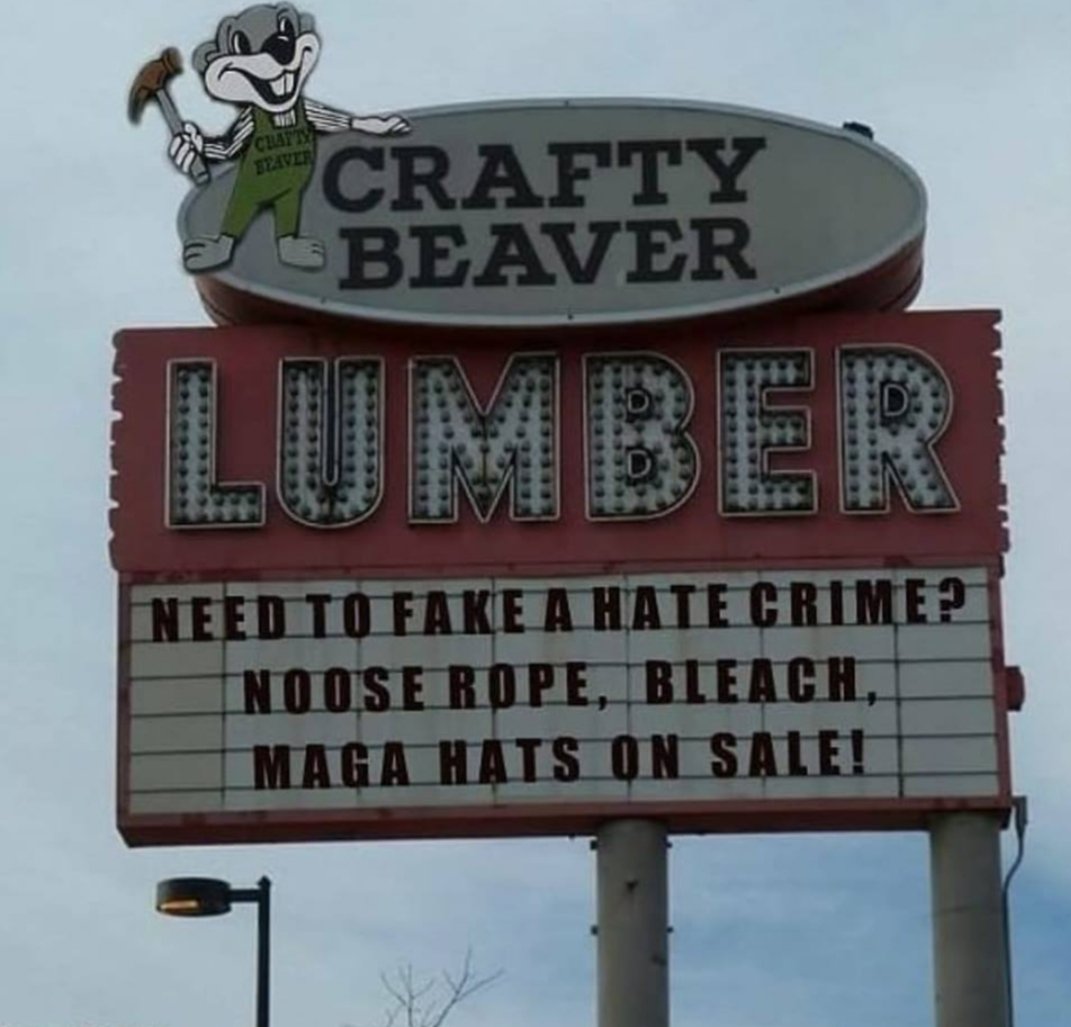 CRAFTY
BEAVER
CRAFTY
BEAVER
LUMBER
NEED TO FAKE A HATE CRIME?
NOOSE ROPE, BLEACH,
MAGA HATS ON SALE!